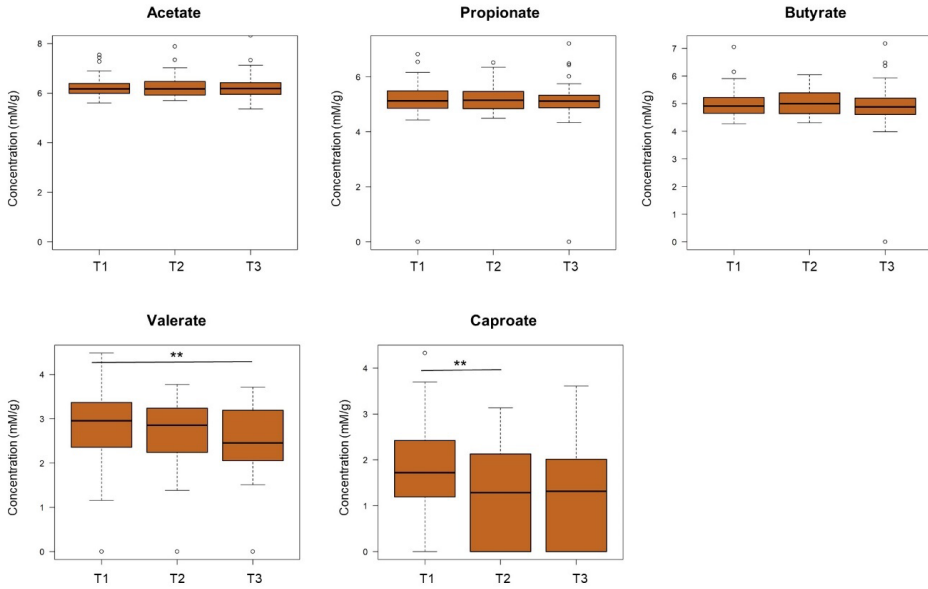 Acetate
Concentration (mM/g)
8
6
4
2
0
T1 T2 T3
Propionate
Concentration (mM/g)
6
4
2
0
T1 T2 T3
Butyrate
Concentration (mM/g)
7
6
5
4
3
2
1
0
T1 T2 T3
Valerate
Concentration (mM/g)
4
3
2
1
0
**
T1 T2 T3
Caproate
Concentration (mM/g)
4
3
2
1
0
**
T1 T2 T3